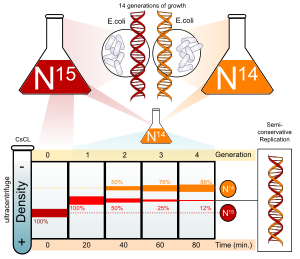 14 generations of growth
E.coli
E.coli
N15
N14
N14
Semi-
conservative
Replication
CsCL
0 1 2 3 4 Generation
ultracentrifuge
- Density +
50% 75% 88%
N14
100% 100% 50% 25% 12%
N15
0 20 40 60 80 Time (min.)